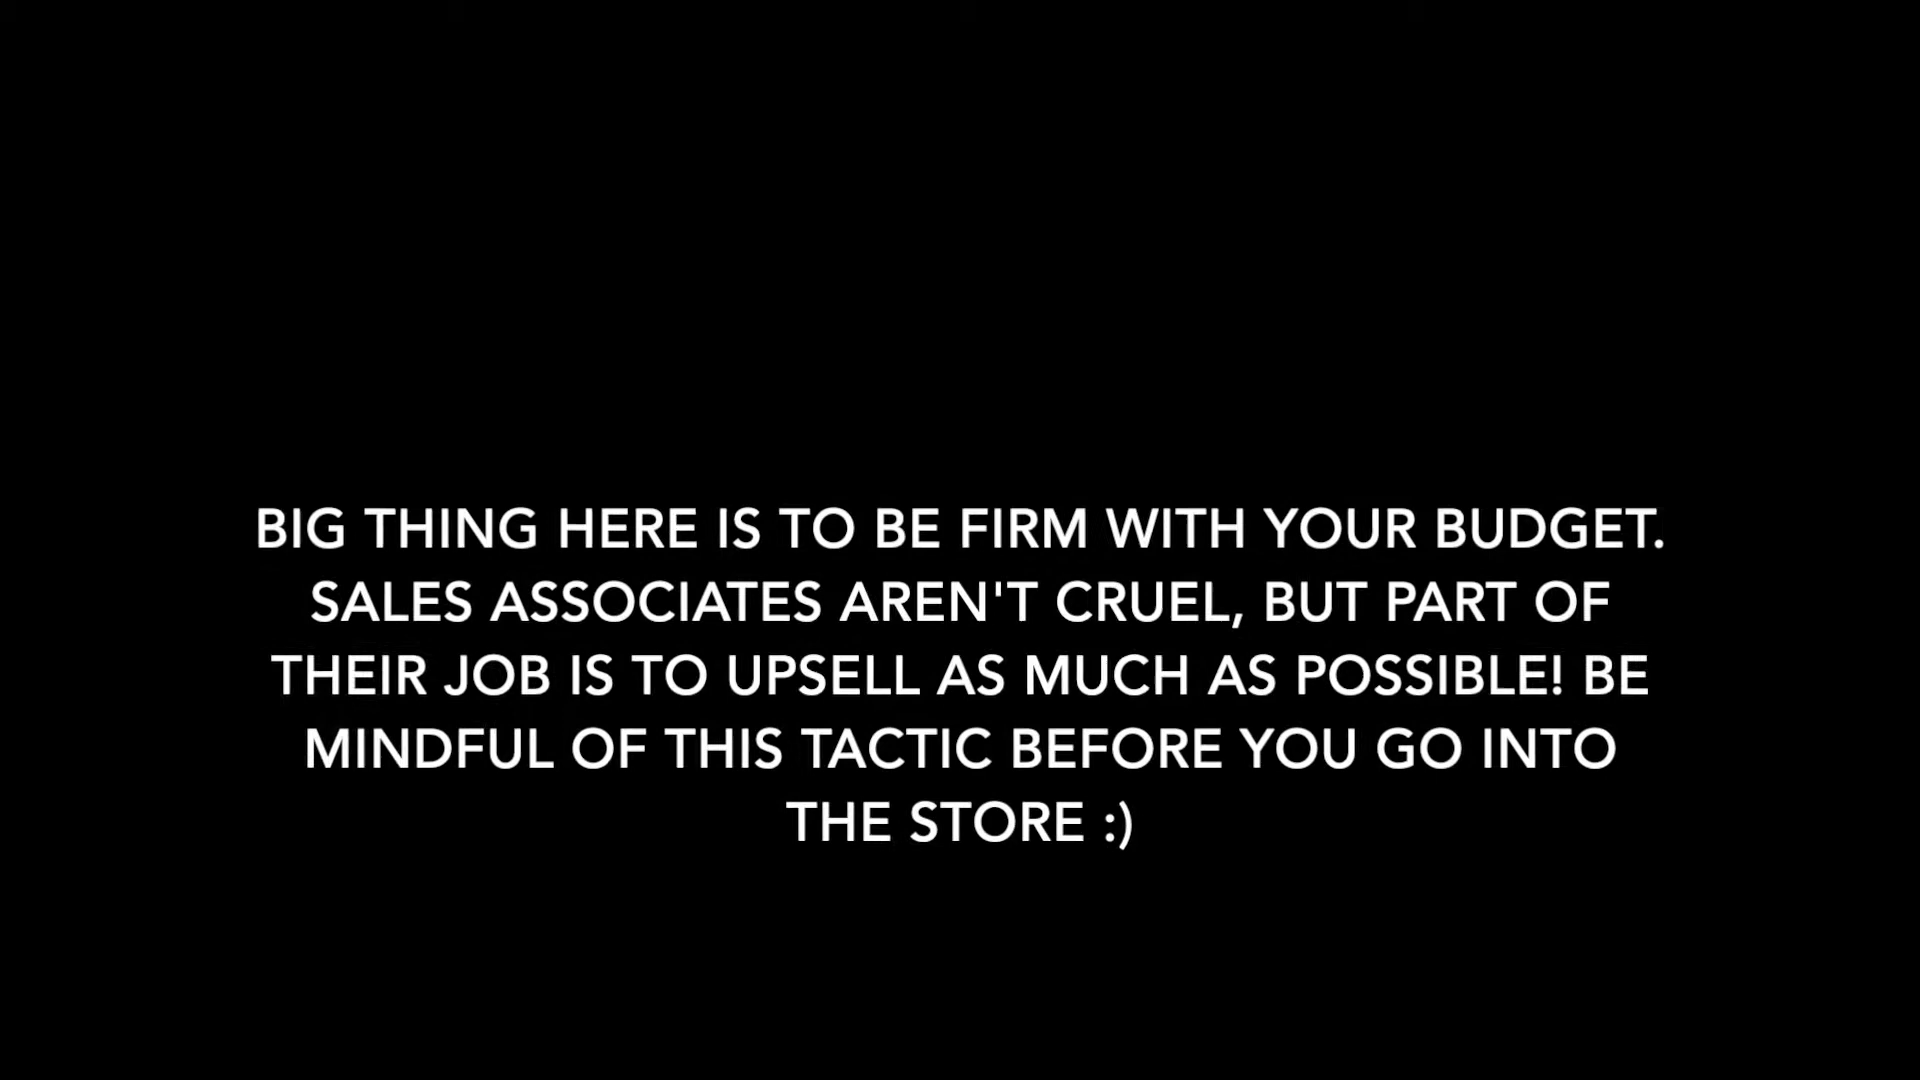 BIG THING HERE IS TO BE FIRM WITH YOUR BUDGET.
SALES ASSOCIATES AREN'T CRUEL, BUT PART OF
THEIR JOB IS TO UPSELL AS MUCH AS POSSIBLE! BE
MINDFUL OF THIS TACTIC BEFORE YOU GO INTO
THE STORE :)